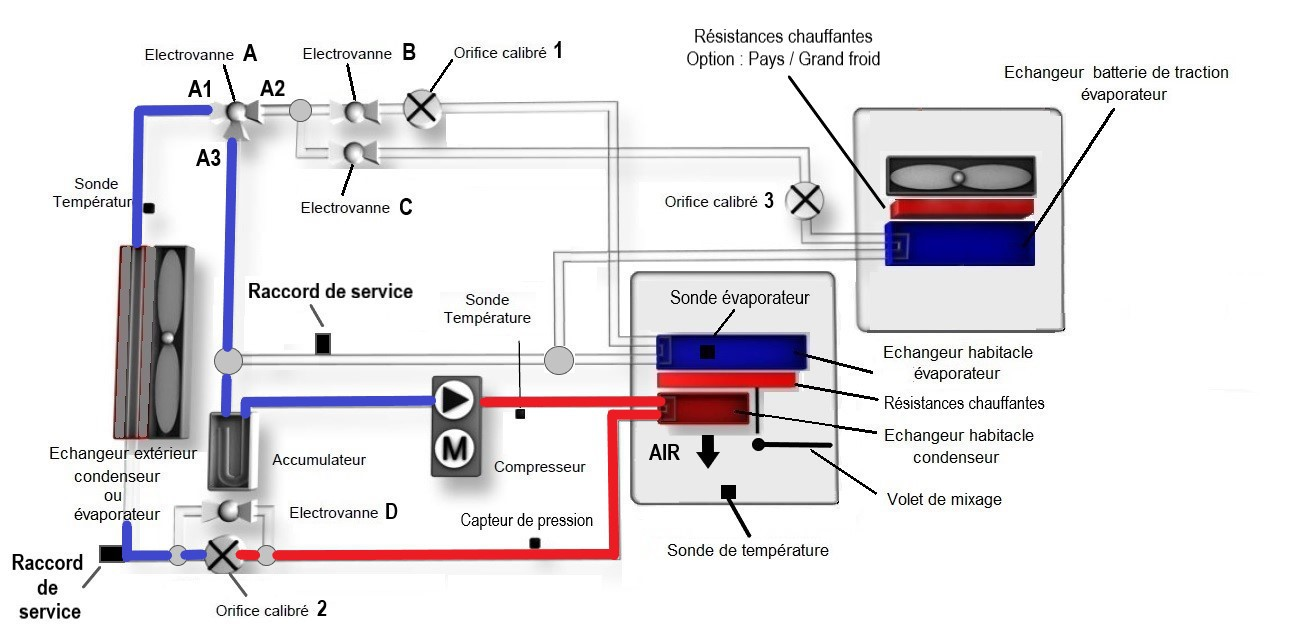 Résistances chauffantes
Option : Pays / Grand froid
Electrovanne A
Electrovanne B
Orifice calibré 1
Echangeur batterie de traction
évaporateur
A1
A2
A3
Sonde
Température
Electrovanne C
Orifice calibré 3
Raccord de service
Sonde
Température
Sonde évaporateur
Echangeur habitacle
évaporateur
Résistances chauffantes
Echangeur habitacle
condenseur
M
AIR
Echangeur extérieur
condenseur
ou
évaporateur
Accumulateur
Compresseur
Volet de mixage
Electrovanne D
Capteur de pression
Sonde de température
Raccord
de
service
Orifice calibré 2